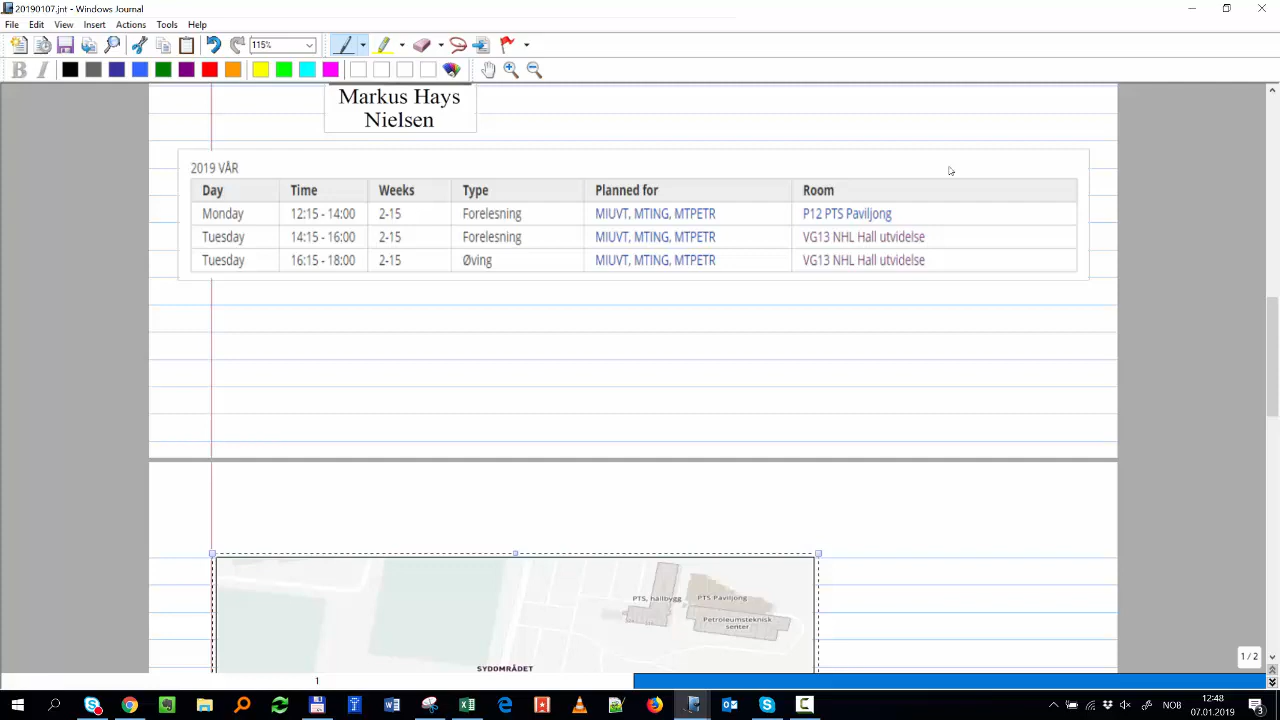 20190107.jnt - Windows Journal
File Edit View Insert Actions Tools Help
115%
B I
Markus Hays
Nielsen
2019 VÅR
Day Time Weeks Type Planned for Room
Monday 12:15 - 14:00 2-15 Forelesning MIUVT, MTING, MTPETR P12 PTS Paviljong
Tuesday 14:15 - 16:00 2-15 Forelesning MIUVT, MTING, MTPETR VG13 NHL Hall utvidelse
Tuesday 16:15 - 18:00 2-15 Øving MIUVT, MTING, MTPETR VG13 NHL Hall utvidelse
PTS, hallbygg PTS Paviljong
Petroleumsteknisk
senter
SYDOMRÅDET
1 / 2
1
NOB
12:48
07.01.2019